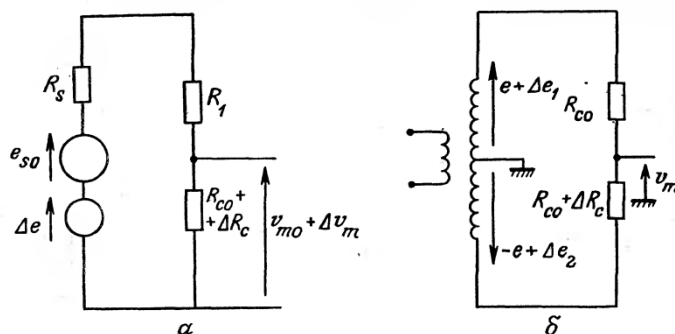 R_s
e_so
Δe
R_1
R_co +
+ ΔR_c
v_mo + Δv_m
а
e + Δe_1
-e + Δe_2
R_co
R_co + ΔR_c
v_m
б